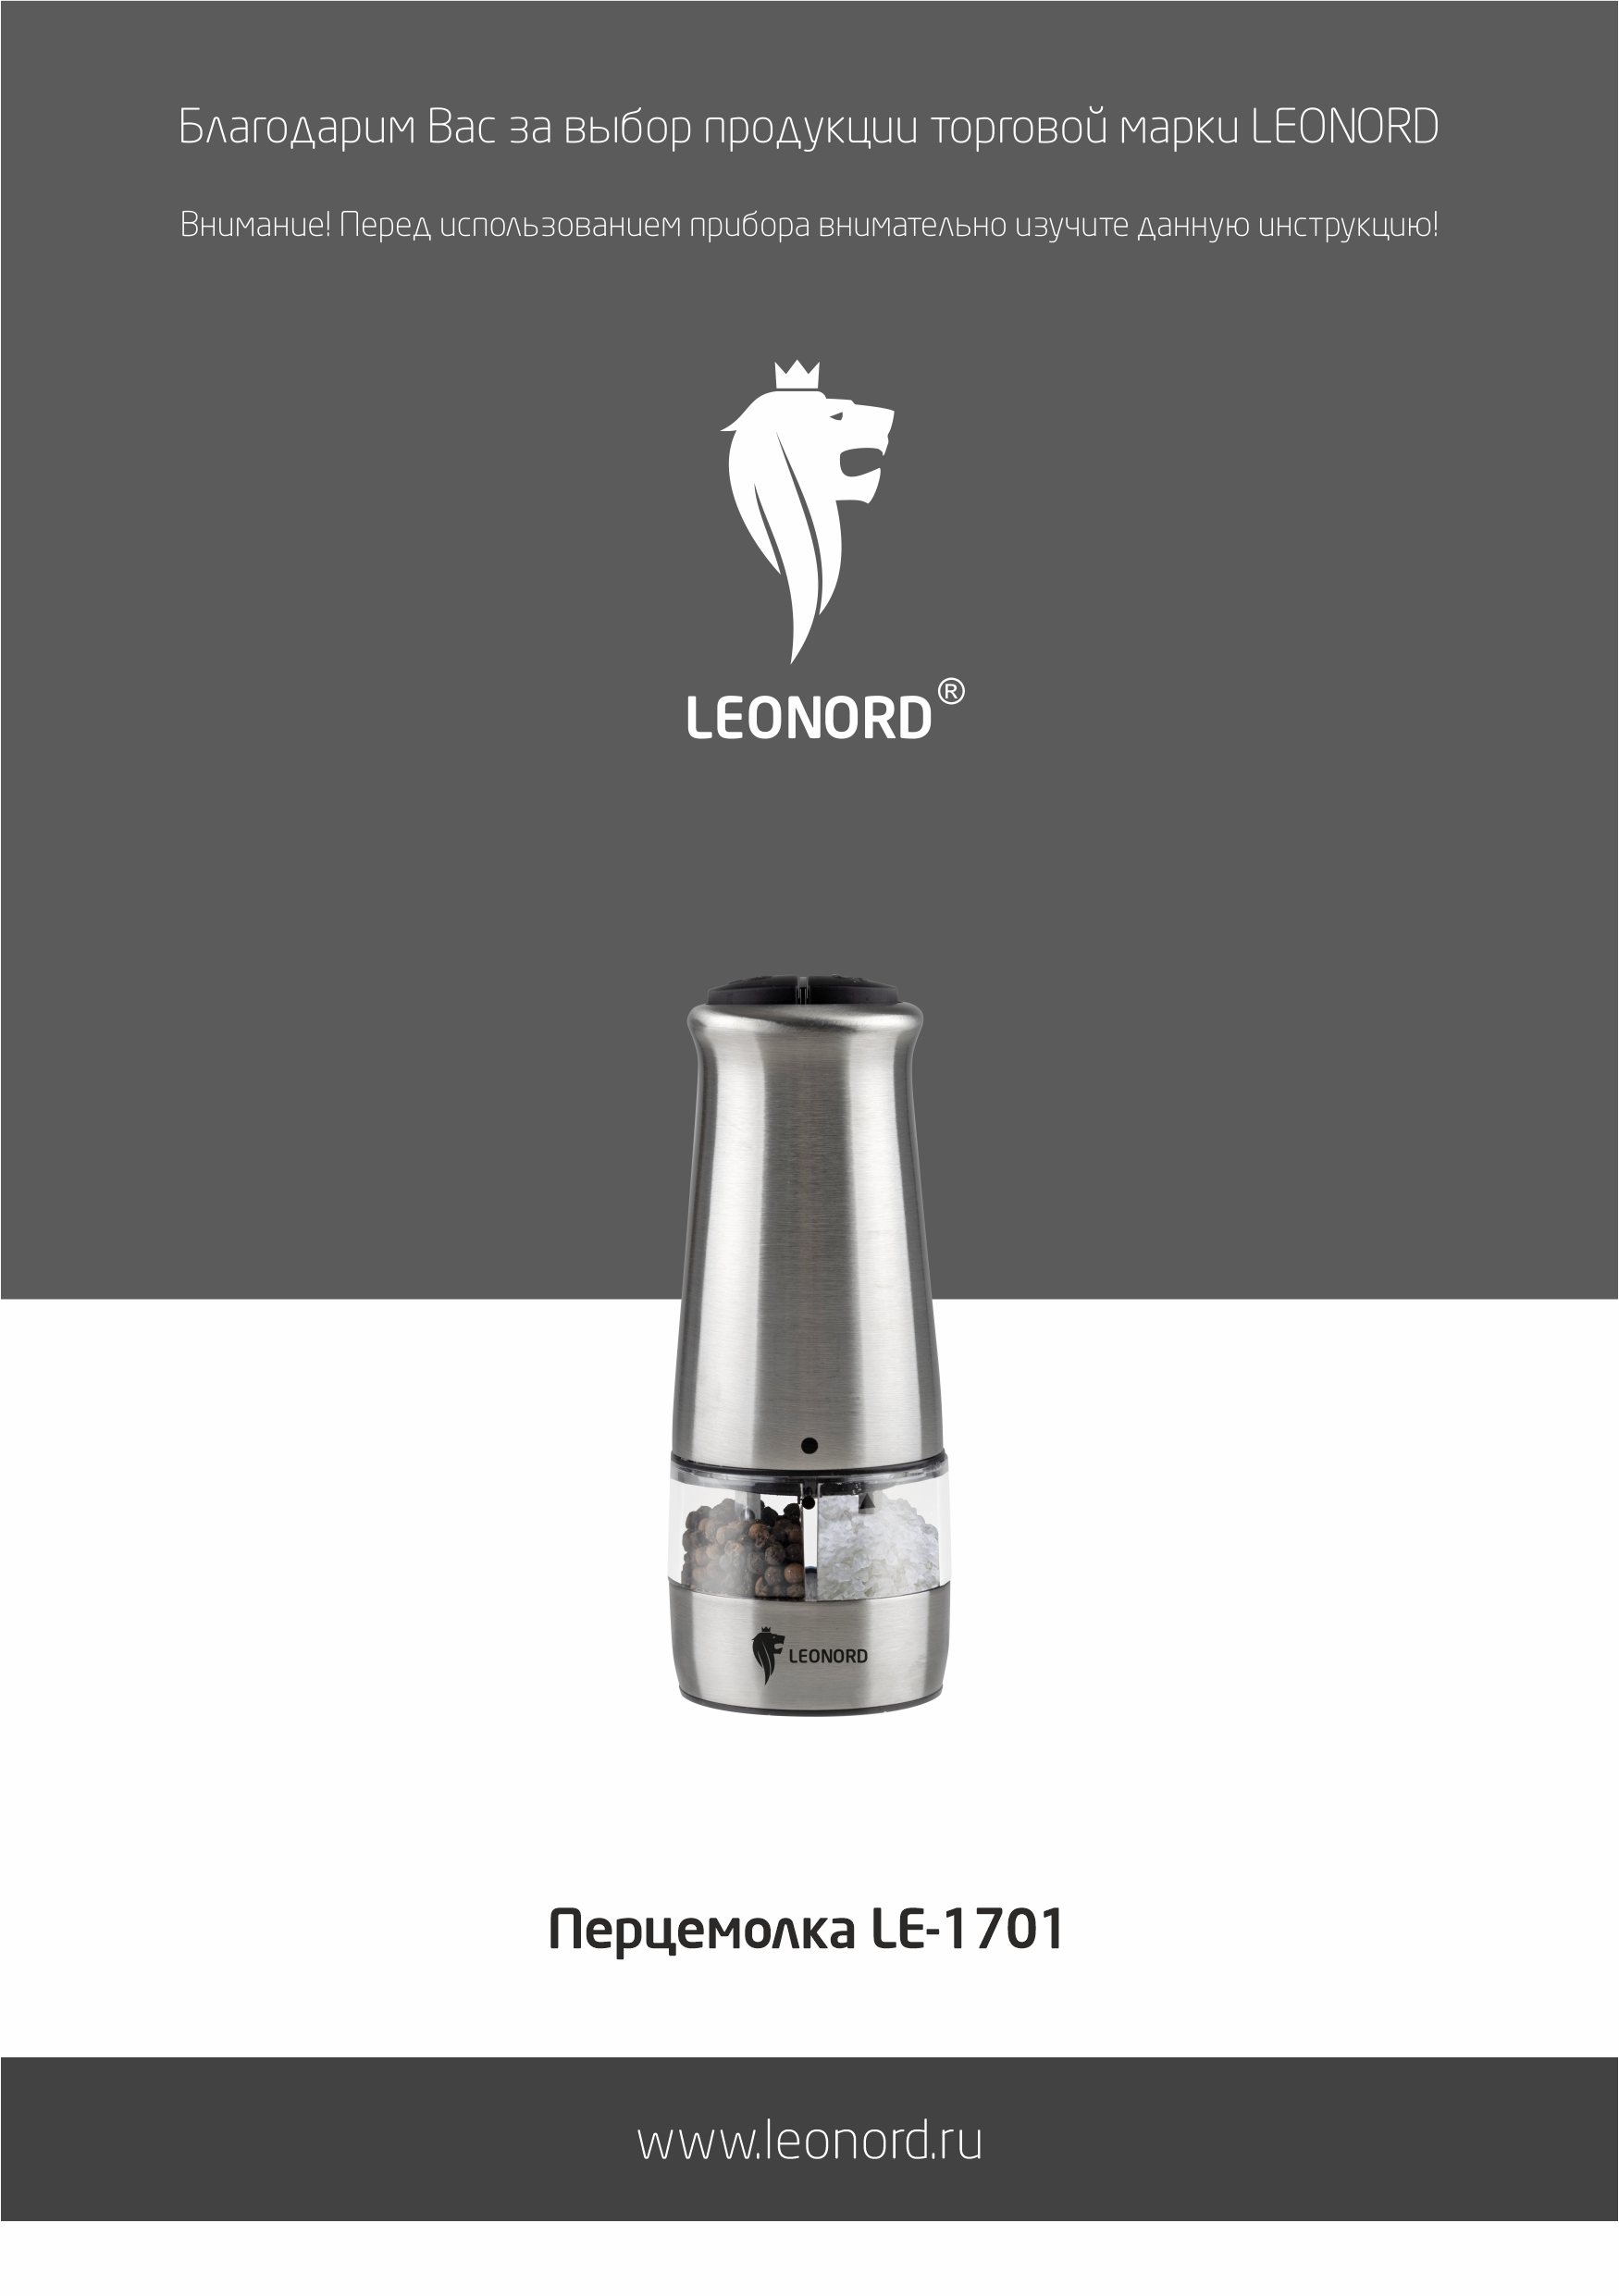 Благодарим Вас за выбор продукции торговой марки LEONORD
Внимание! Перед использованием прибора внимательно изучите данную инструкцию!
LEONORD®
LEONORD
Перцемолка LE-1701
www.leonord.ru